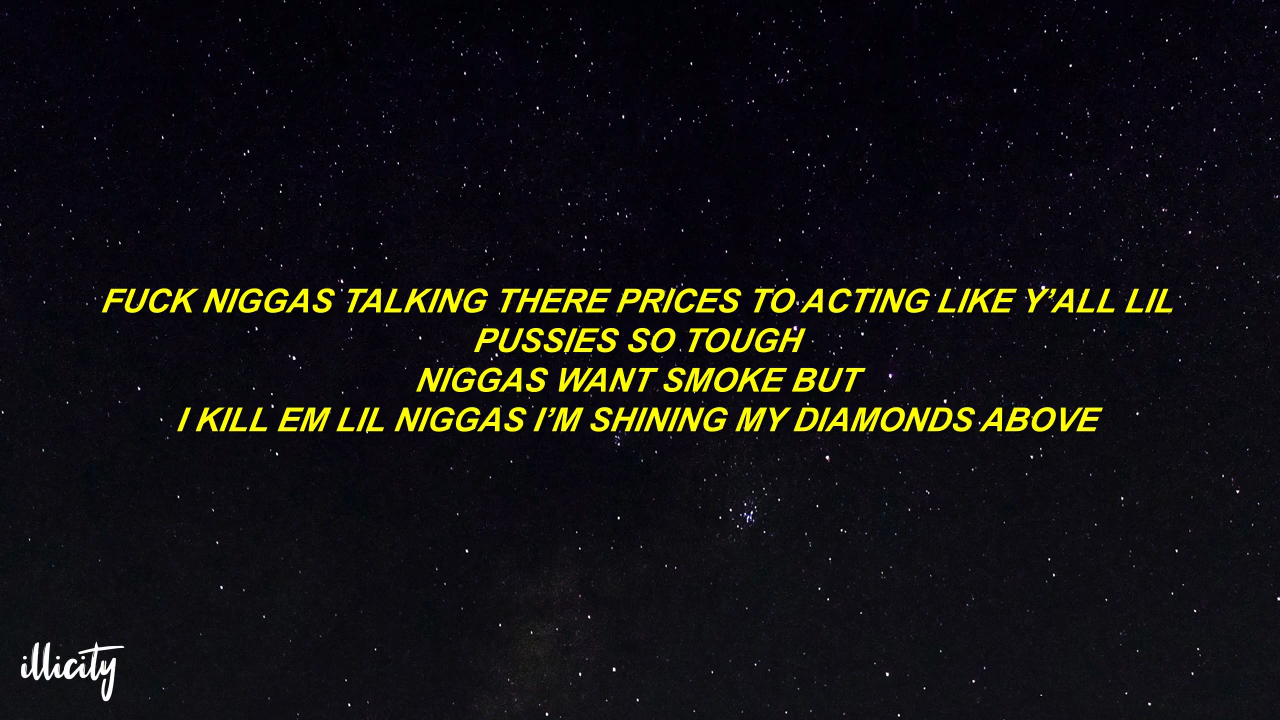 FUCK NIGGAS TALKING THERE PRICES TO ACTING LIKE Y’ALL LIL
PUSSIES SO TOUGH
NIGGAS WANT SMOKE BUT
I KILL EM LIL NIGGAS I’M SHINING MY DIAMONDS ABOVE
illicity